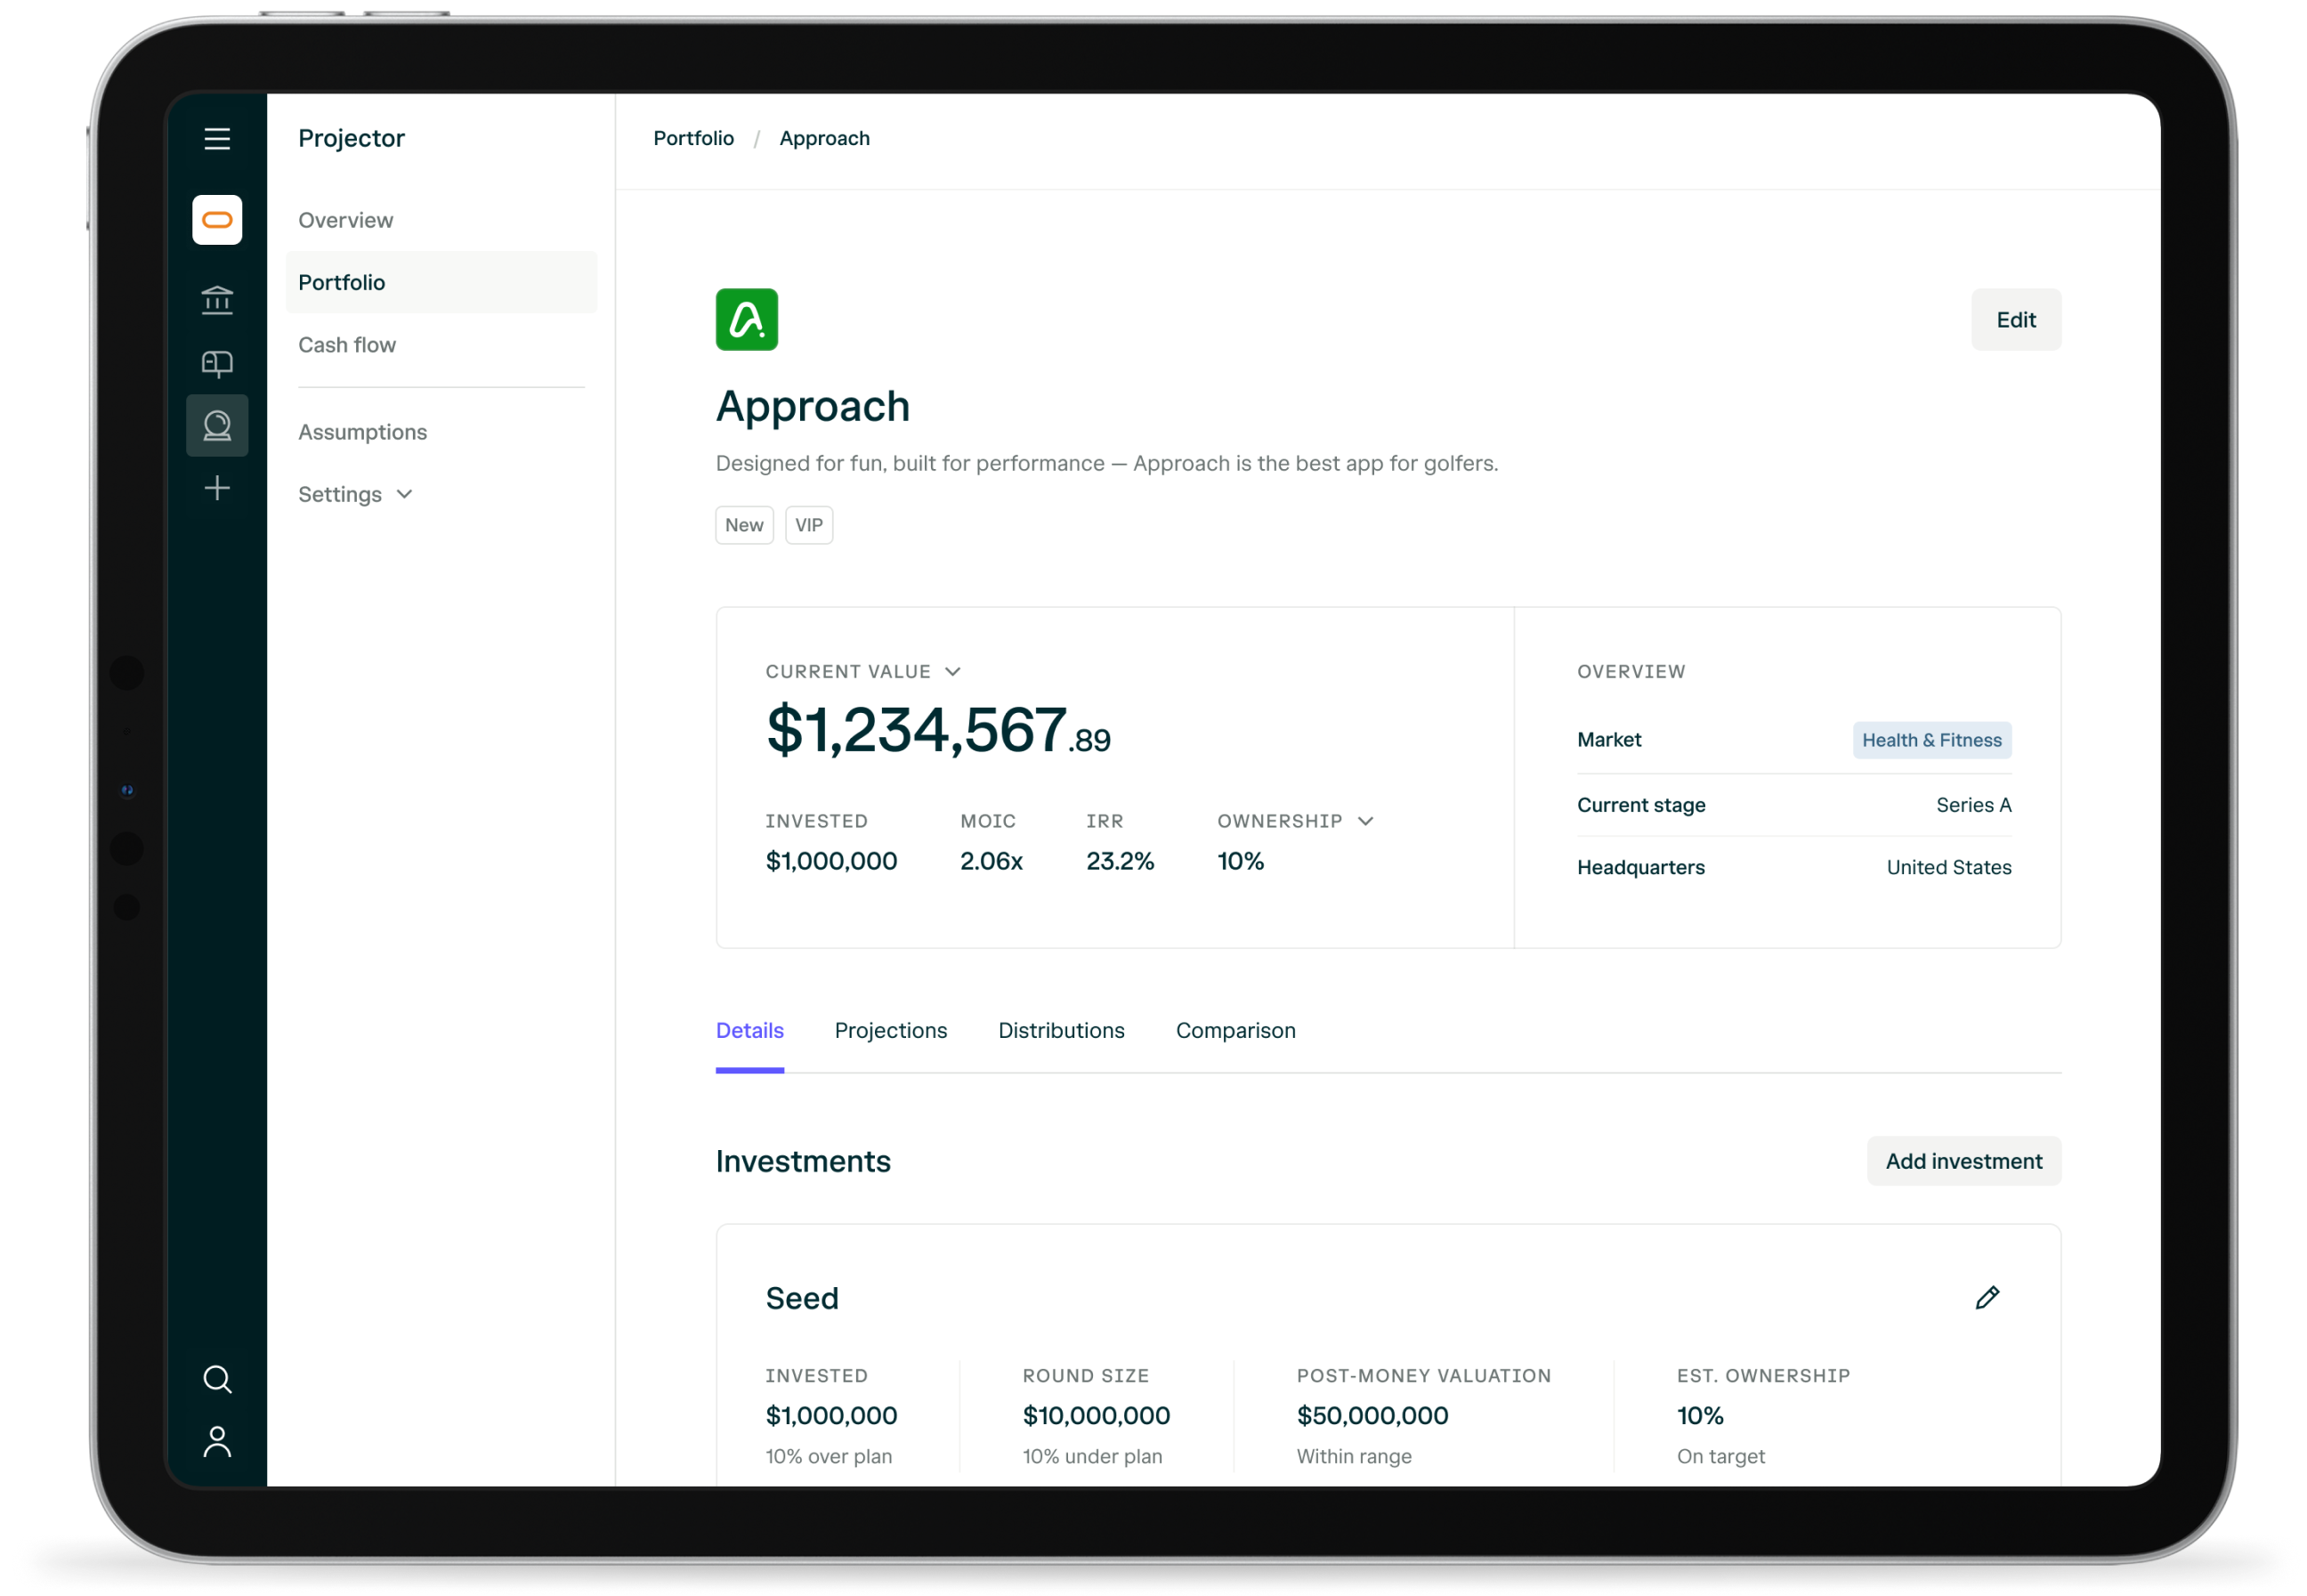 Projector
Overview
Portfolio
Cash flow
Assumptions
Settings
Portfolio / Approach
Edit
Approach
Designed for fun, built for performance — Approach is the best app for golfers.
New VIP
CURRENT VALUE
$1,234,567.89
INVESTED MOIC IRR OWNERSHIP
$1,000,000 2.06x 23.2% 10%
OVERVIEW
Market Health & Fitness
Current stage Series A
Headquarters United States
Details Projections Distributions Comparison
Investments Add investment
Seed
INVESTED ROUND SIZE POST-MONEY VALUATION EST. OWNERSHIP
$1,000,000 $10,000,000 $50,000,000 10%
10% over plan 10% under plan Within range On target